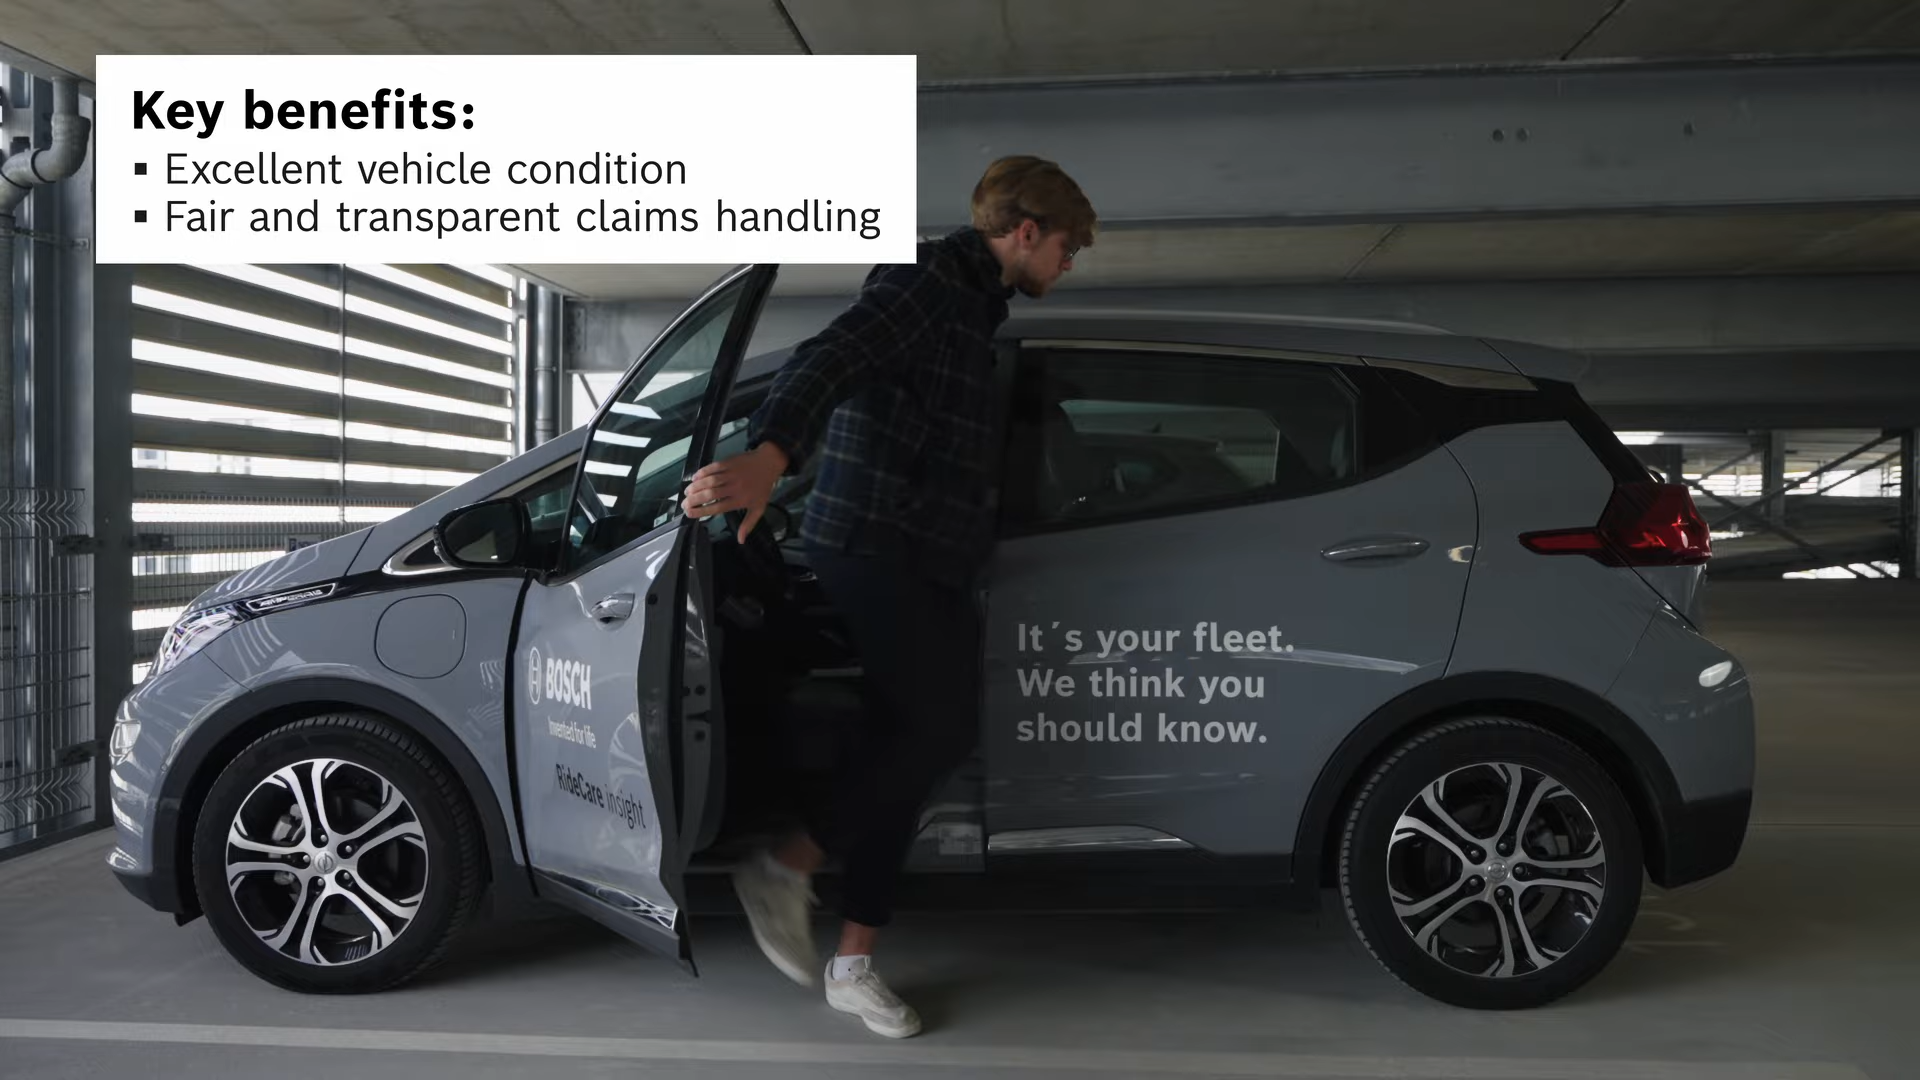 Key benefits:
▪ Excellent vehicle condition
▪ Fair and transparent claims handling
BOSCH
Invented for life
RideCare insight
It´s your fleet.
We think you
should know.